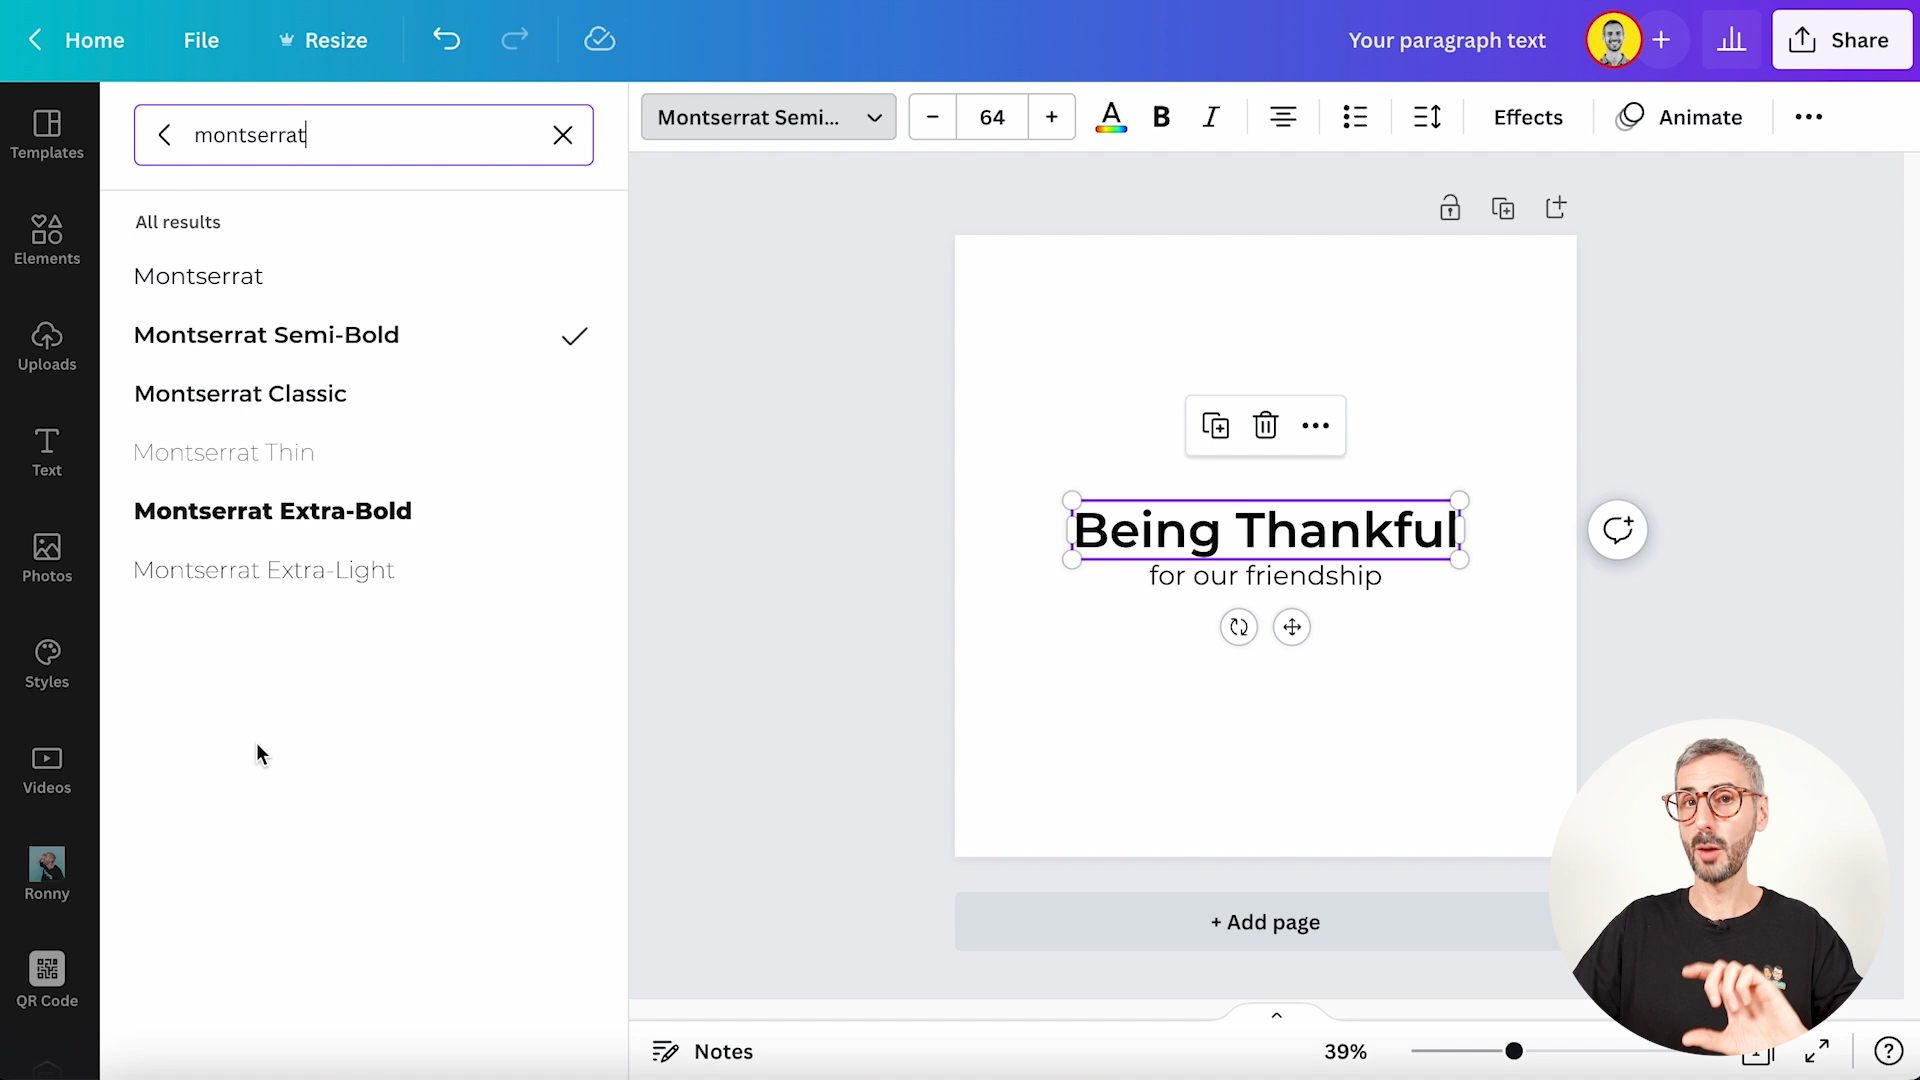 Home
File
Resize
Your paragraph text
Share
Templates
Elements
Uploads
Text
Photos
Styles
Videos
Ronny
QR Code
montserrat
All results
Montserrat
Montserrat Semi-Bold
Montserrat Classic
Montserrat Thin
Montserrat Extra-Bold
Montserrat Extra-Light
Montserrat Semi...
64
A
B
I
Effects
Animate
Being Thankful
for our friendship
+ Add page
Notes
39%
1
?